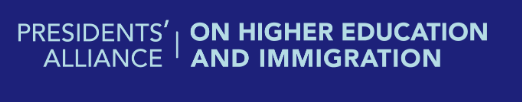 PRESIDENTS’
ALLIANCE
ON HIGHER EDUCATION
AND IMMIGRATION